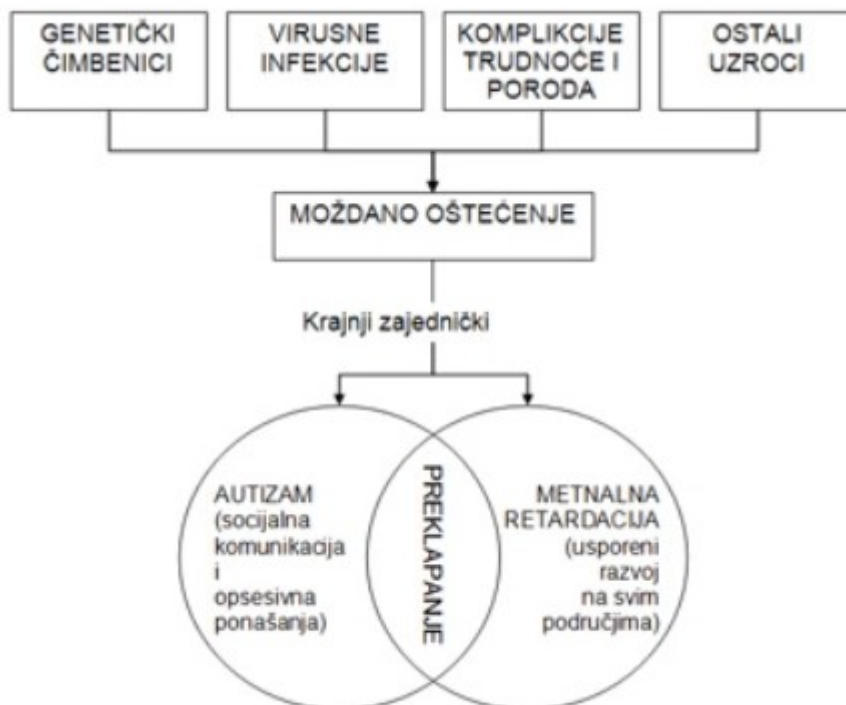 GENETIČKI
ČIMBENICI
VIRUSNE
INFEKCIJE
KOMPLIKCIJE
TRUDNOĆE I
PORODA
OSTALI
UZROCI
MOŽDANO OŠTEĆENJE
Krajnji zajednički
AUTIZAM
(socijalna
komunikacija
i
opsesivna
ponašanja)
PREKLAPANJE
METNALNA
RETARDACIJA
(usporeni
razvoj
na svim
područjima)